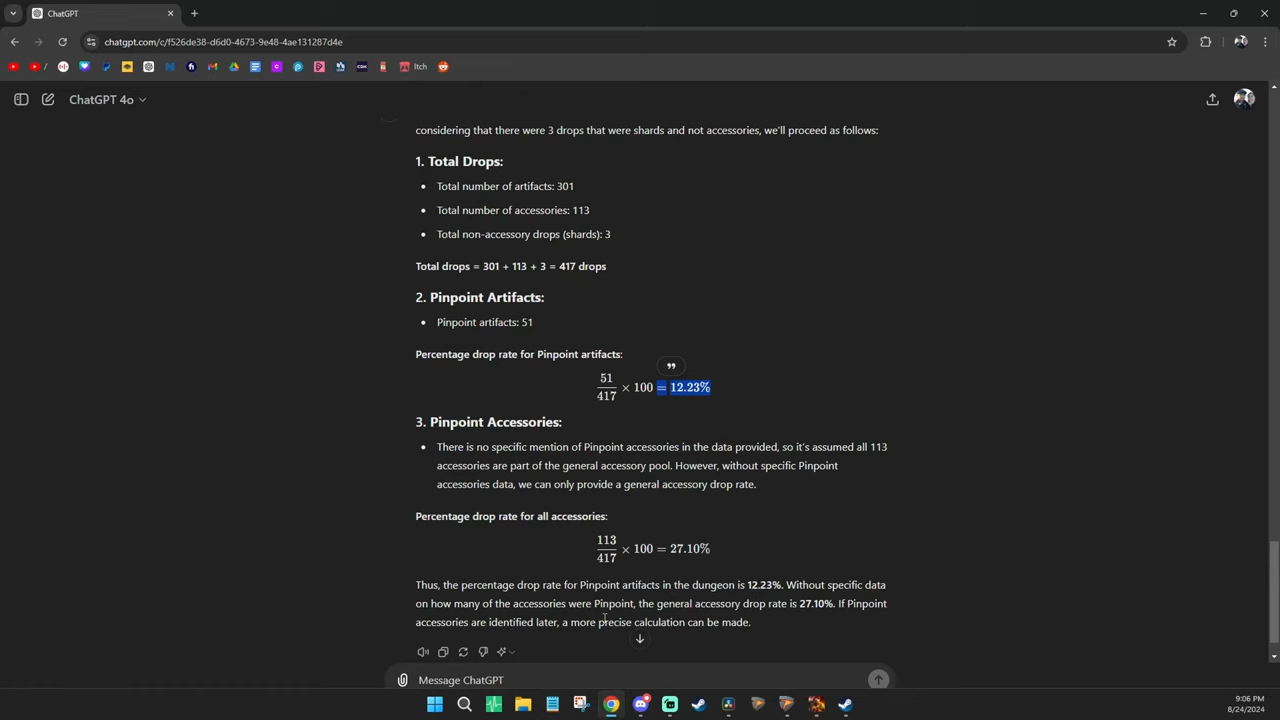 ChatGPT
chatgpt.com/c/f526de38-d6d0-4673-9e48-4ae131287d4e
/
Itch
ChatGPT 4o
considering that there were 3 drops that were shards and not accessories, we'll proceed as follows:
1. Total Drops:
• Total number of artifacts: 301
• Total number of accessories: 113
• Total non-accessory drops (shards): 3
Total drops = 301 + 113 + 3 = 417 drops
2. Pinpoint Artifacts:
• Pinpoint artifacts: 51
Percentage drop rate for Pinpoint artifacts:
51/417 × 100 = 12.23%
3. Pinpoint Accessories:
• There is no specific mention of Pinpoint accessories in the data provided, so it's assumed all 113
accessories are part of the general accessory pool. However, without specific Pinpoint
accessories data, we can only provide a general accessory drop rate.
Percentage drop rate for all accessories:
113/417 × 100 = 27.10%
Thus, the percentage drop rate for Pinpoint artifacts in the dungeon is 12.23%. Without specific data
on how many of the accessories were Pinpoint, the general accessory drop rate is 27.10%. If Pinpoint
accessories are identified later, a more precise calculation can be made.
Message ChatGPT
9:06 PM
8/24/2024